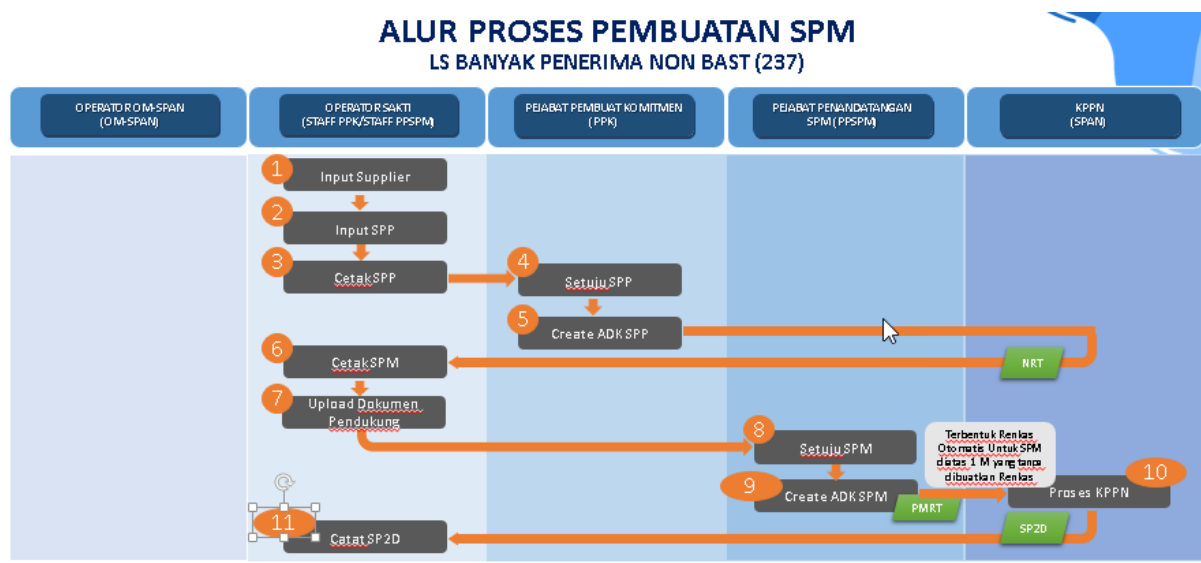 ALUR PROSES PEMBUATAN SPM
LS BANYAK PENERIMA NON BAST (237)
OPERATOR OM-SPAN
(OM-SPAN)
OPERATOR SAKTI
(STAFF PPK/STAFF PPSPM)
PEJABAT PEMBUAT KOMITMEN
(PPK)
PEJABAT PENANDATANGAN
SPM (PPSPM)
KPPN
(SPAN)
1
Input Supplier
2
Input SPP
3
Cetak SPP
4
Setuju SPP
5
Create ADK SPP
NRT
6
Cetak SPM
7
Upload Dokumen
Pendukung
8
Setuju SPM
9
Create ADK SPM
PMRT
Terbentuk Renkas
Otomatis Untuk SPM
diatas 1 M yang tanpa
dibuatkan Renkas
10
Proses KPPN
SP2D
11
Catat SP2D